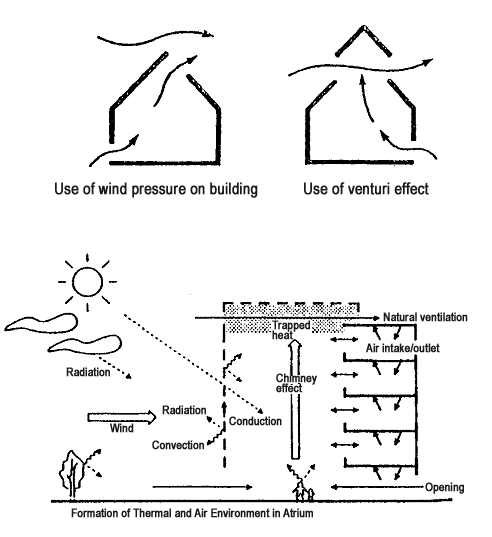 Use of wind pressure on building
Use of venturi effect
Natural ventilation
Trapped
heat
Air intake/outlet
Radiation
Chimney
effect
Radiation
Wind
Conduction
Convection
Opening
Formation of Thermal and Air Environment in Atrium